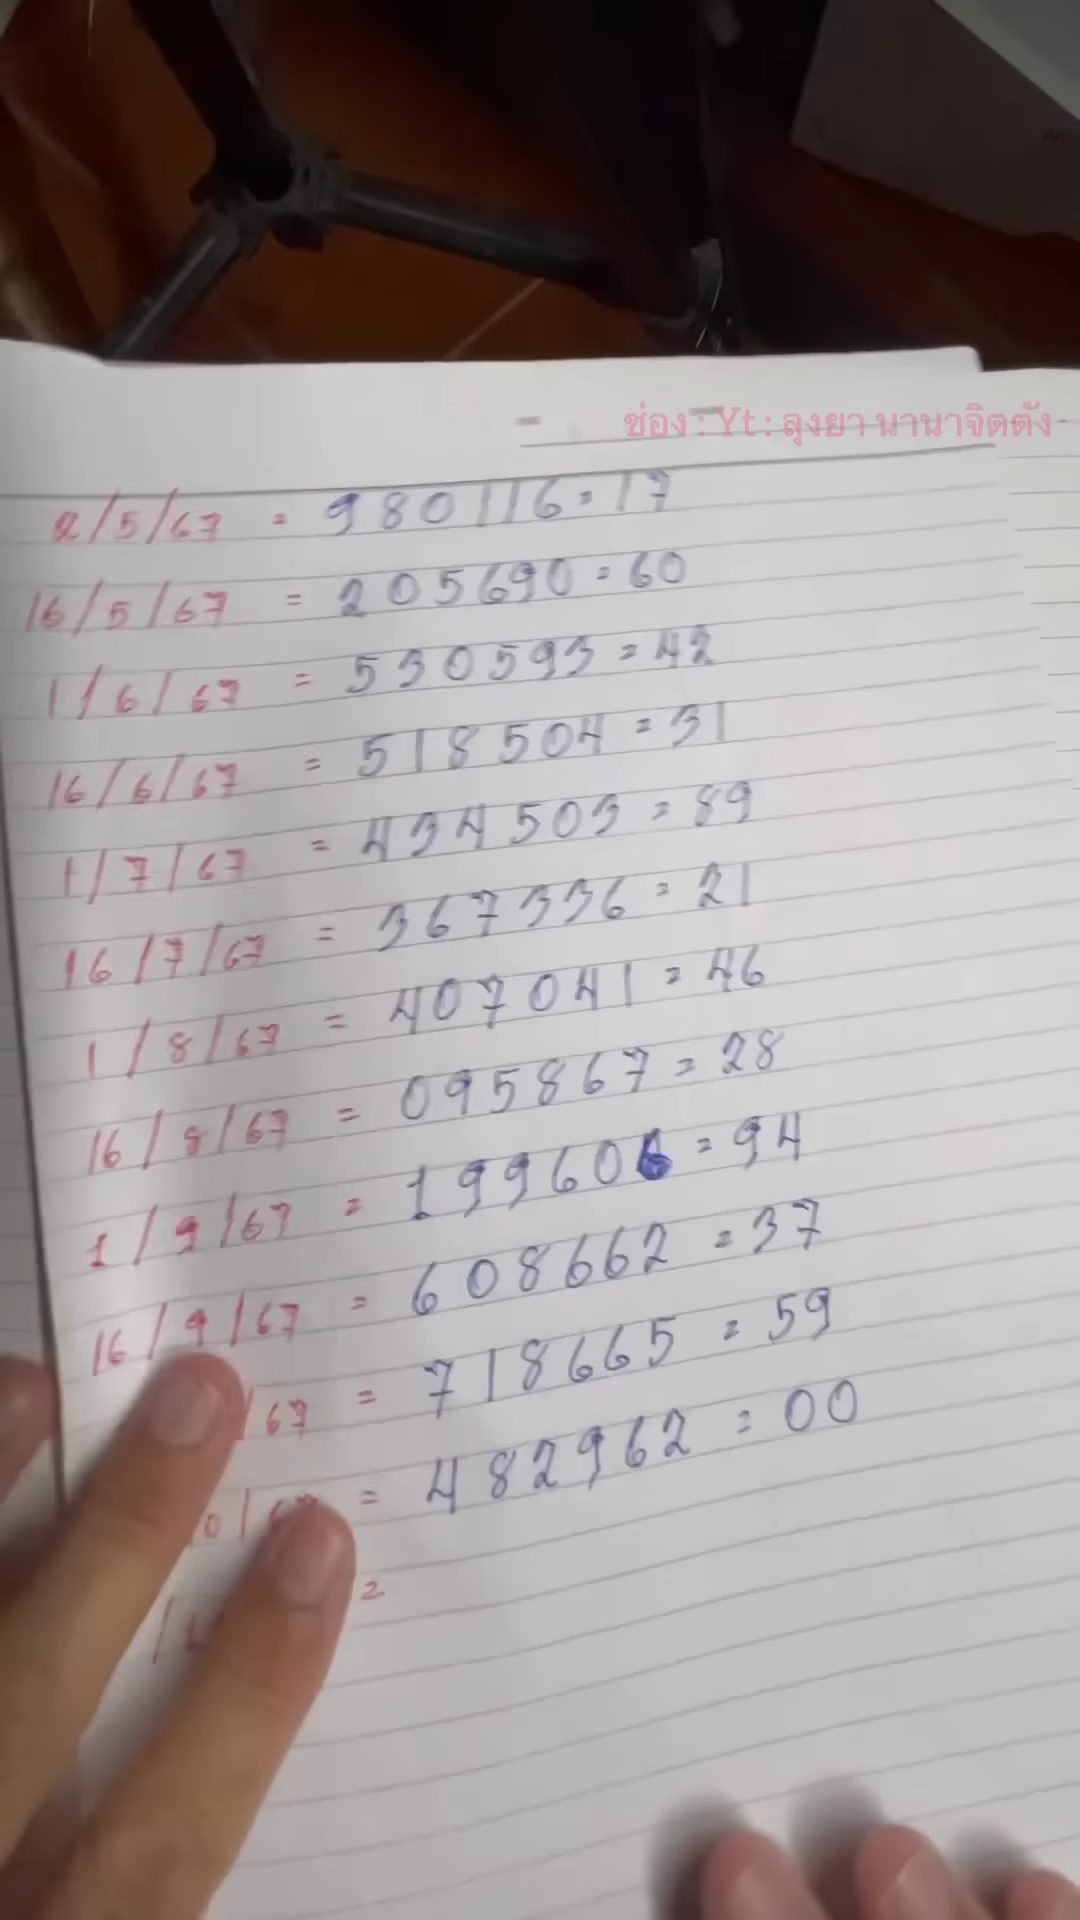 ช่อง : Yt : ลุงยา นานาจิตตัง
2/5/67 = 980116 = 17
16/5/67 = 205690 = 60
1/6/67 = 530593 = 42
16/6/67 = 518504 = 31
1/7/67 = 434503 = 89
16/7/67 = 367336 = 21
1/8/67 = 407041 = 46
16/8/67 = 095867 = 28
1/9/67 = 199606 = 94
16/9/67 = 608662 = 37
/67 = 718665 = 59
0/67 = 482962 = 00
/ =